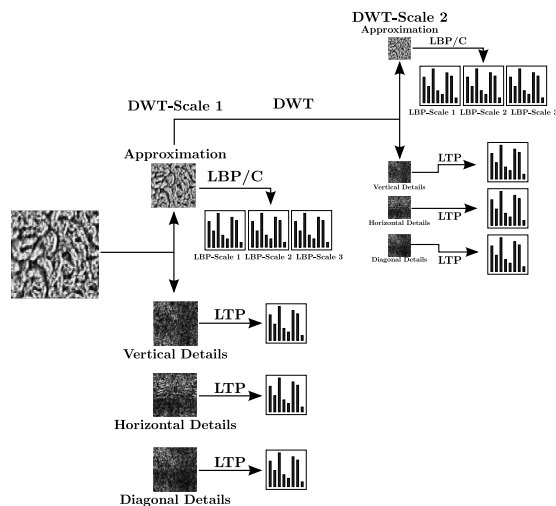 DWT-Scale 2
Approximation
LBP/C
LBP-Scale 1 LBP-Scale 2 LBP-Scale 3
DWT-Scale 1
DWT
Approximation
LBP/C
LBP-Scale 1 LBP-Scale 2 LBP-Scale 3
LTP
Vertical Details
LTP
Horizontal Details
LTP
Diagonal Details
LTP
Vertical Details
LTP
Horizontal Details
LTP
Diagonal Details